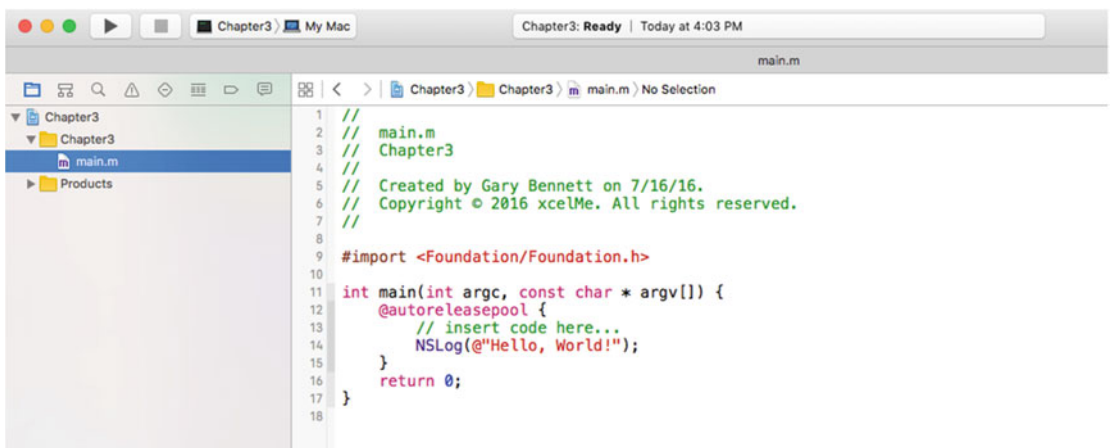 Chapter3 〉 My Mac
Chapter3: Ready | Today at 4:03 PM
main.m
Chapter3 〉 Chapter3 〉 m main.m 〉 No Selection
Chapter3
Chapter3
m main.m
Products
1 //
2 //  main.m
3 //  Chapter3
4 //
5 //  Created by Gary Bennett on 7/16/16.
6 //  Copyright © 2016 xcelMe. All rights reserved.
7 //
8
9 #import <Foundation/Foundation.h>
10
11 int main(int argc, const char * argv[]) {
12     @autoreleasepool {
13         // insert code here...
14         NSLog(@"Hello, World!");
15     }
16     return 0;
17 }
18